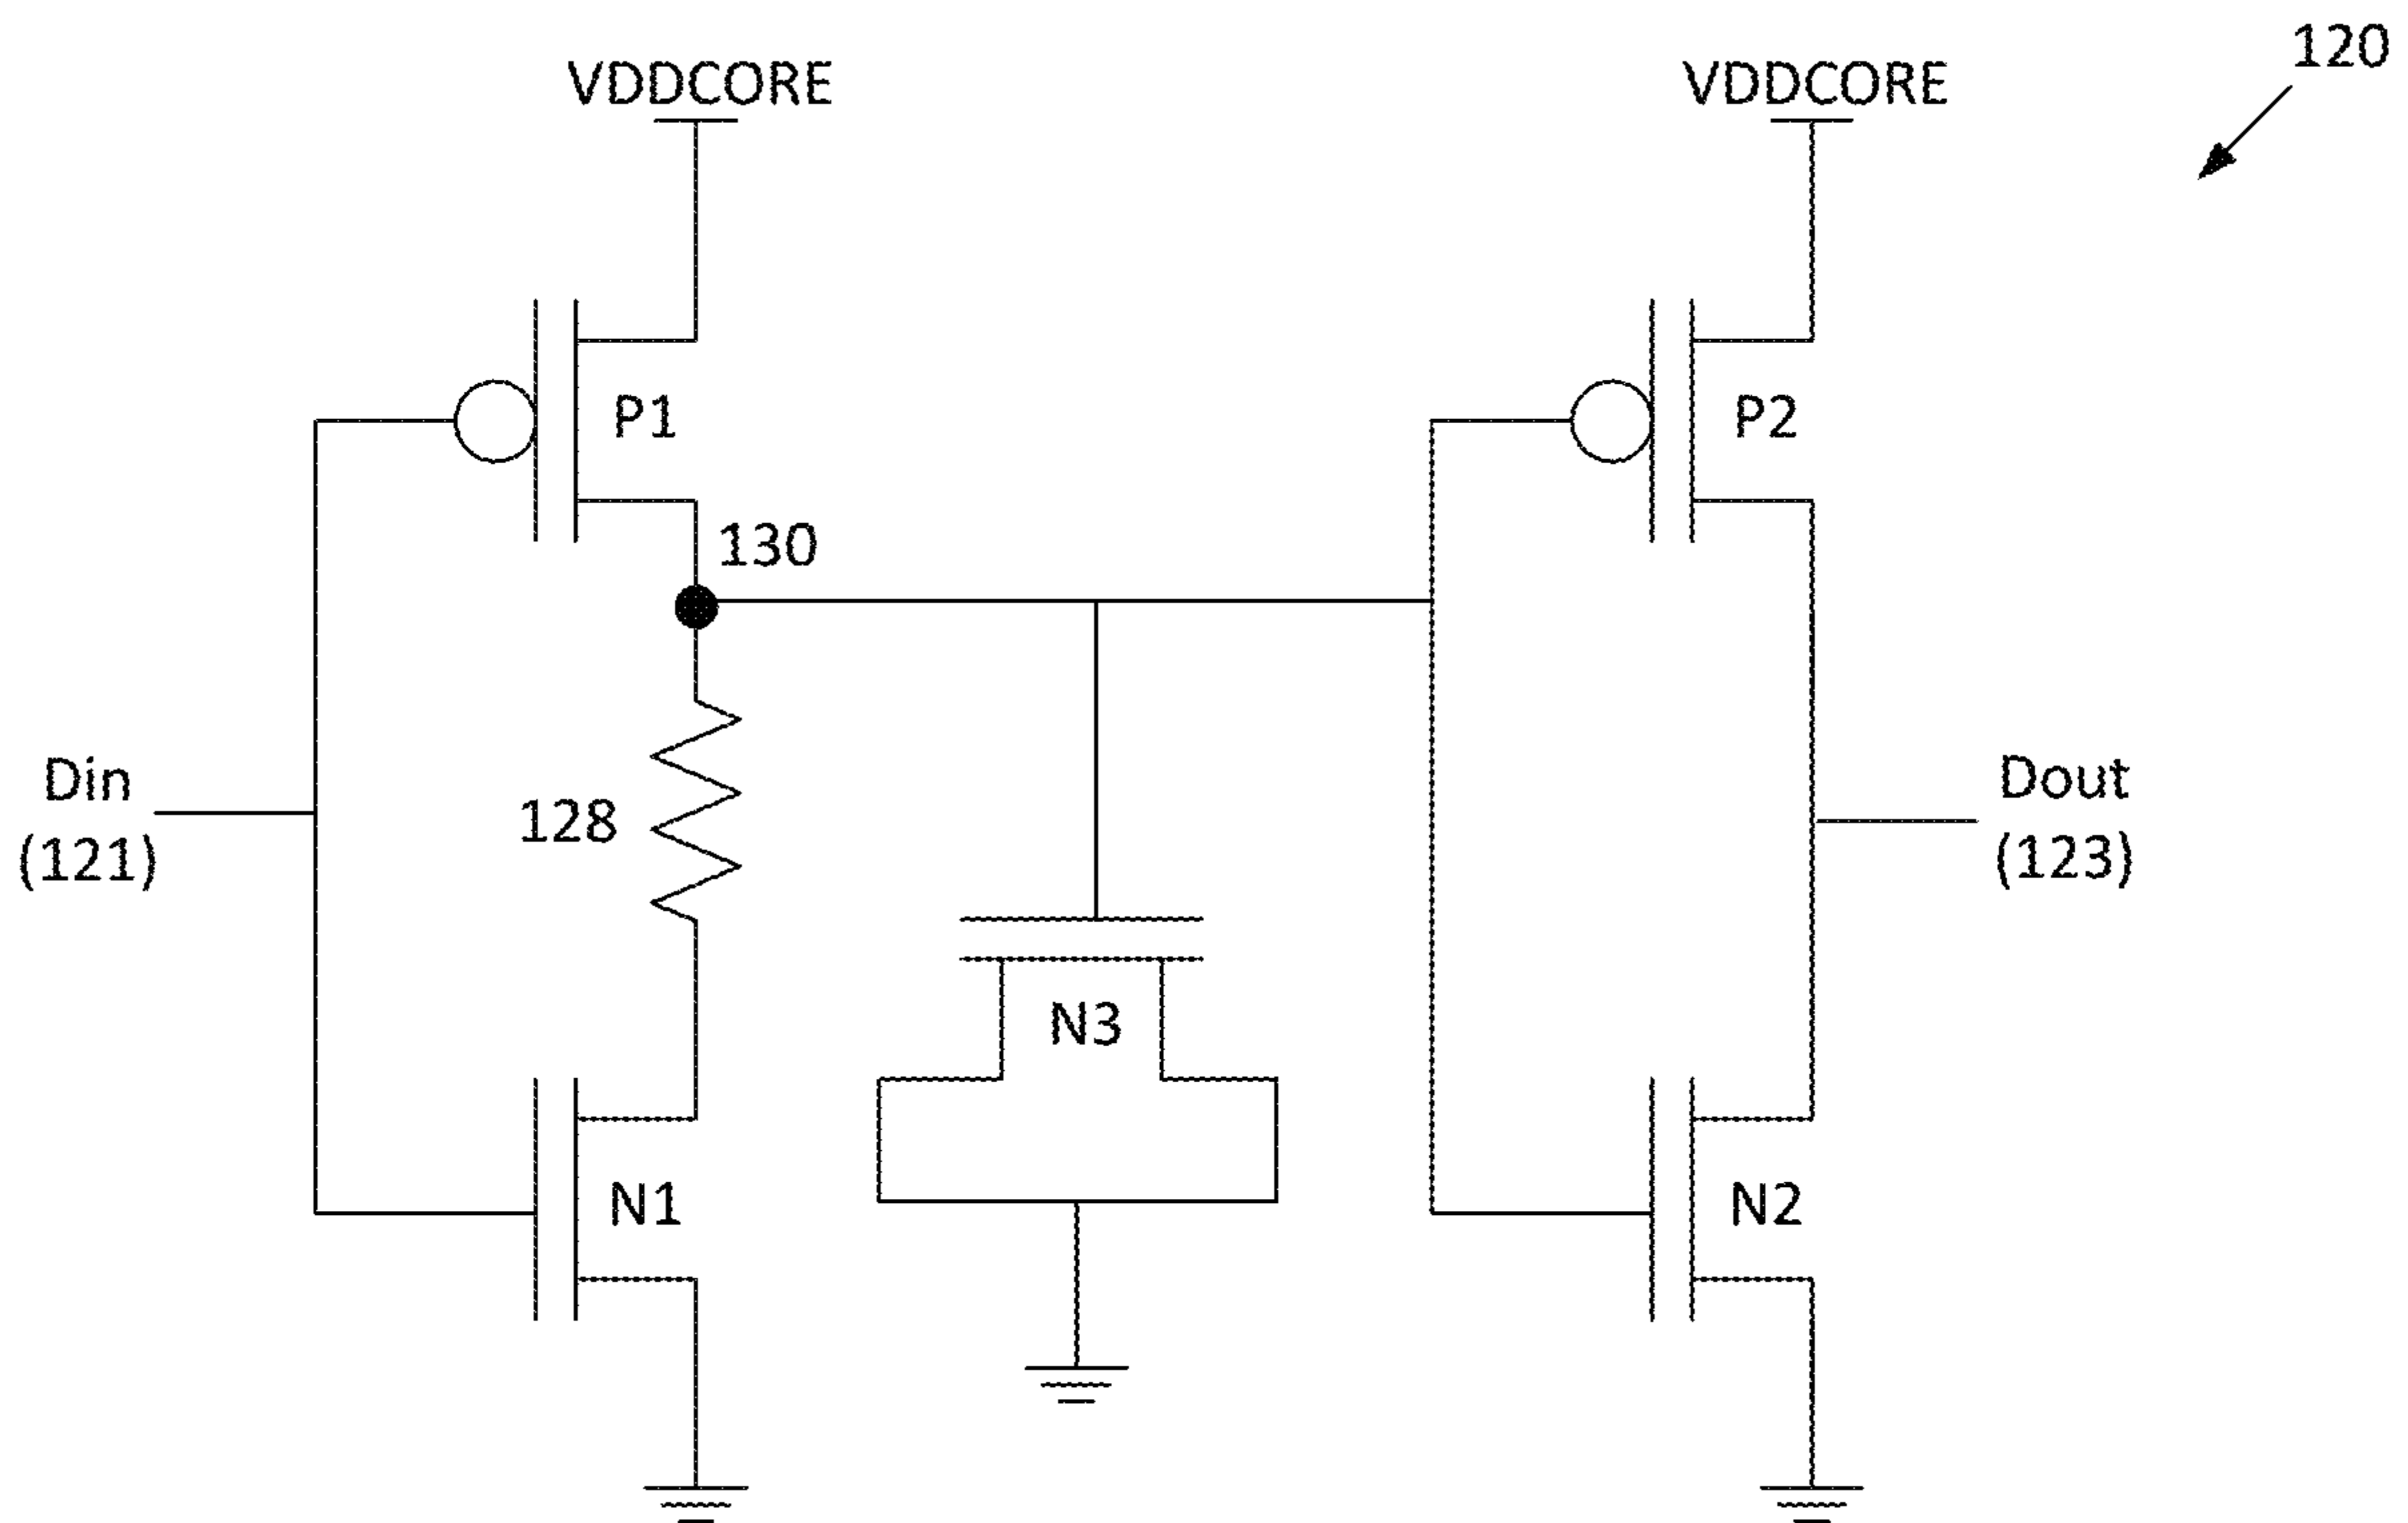 120
VDDCORE
VDDCORE
P1
P2
130
Din
(121)
128
Dout
(123)
N3
N1
N2